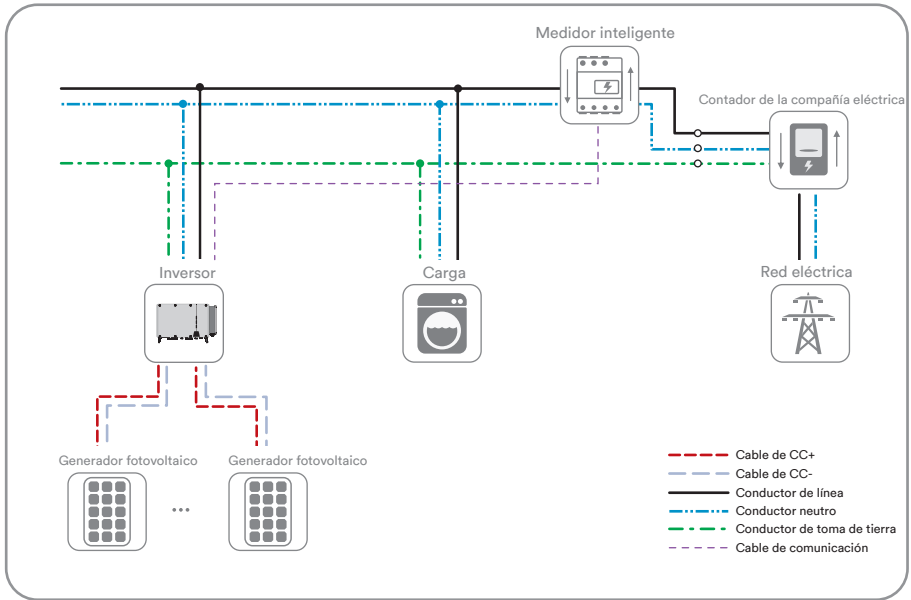 Medidor inteligente
Contador de la compañía eléctrica
Inversor
Carga
Red eléctrica
Generador fotovoltaico
Generador fotovoltaico
...
Cable de CC+
Cable de CC-
Conductor de línea
Conductor neutro
Conductor de toma de tierra
Cable de comunicación